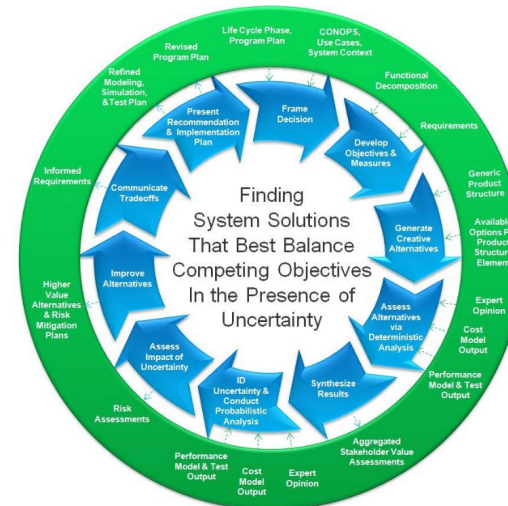 Life Cycle Phase,
Program Plan
CONOPS,
Use Cases,
System Context
Functional
Decomposition
Requirements
Generic
Product
Structure
Available
Options P
Product
Structure
Element
Expert
Opinion
Cost
Model
Output
Performance
Model & Test
Output
Aggregated
Stakeholder Value
Assessments
Expert
Opinion
Cost
Model
Output
Performance
Model & Test
Output
Risk
Assessments
Higher
Value
Alternatives
& Risk
Mitigation
Plans
Informed
Requirements
Refined
Modeling,
Simulation,
& Test Plan
Revised
Program Plan
Frame
Decision
Develop
Objectives &
Measures
Generate
Creative
Alternatives
Assess
Alternatives via
Deterministic
Analysis
Synthesize
Results
ID
Uncertainty &
Conduct
Probabilistic
Analysis
Assess
Impact of
Uncertainty
Improve
Alternatives
Communicate
Tradeoffs
Present
Recommendation
& Implementation
Plan
Finding
System Solutions
That Best Balance
Competing Objectives
In the Presence of
Uncertainty